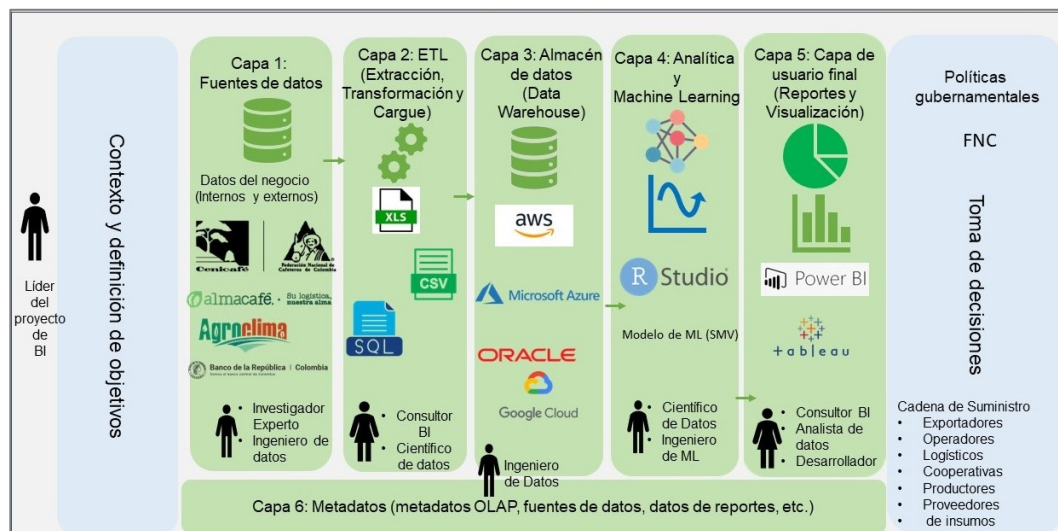 Líder del
proyecto
de
BI
Contexto y definición de objetivos
Capa 1:
Fuentes de datos
Datos del negocio
(Internos y externos)
Cenicafé
Federación Nacional de
Cafeteros de Colombia
almacafé. Su logística,
nuestra alma
Agroclima
Banco de la República | Colombia
Investigador
Experto
Ingeniero de
datos
Capa 2: ETL
(Extracción,
Transformación y
Cargue)
XLS
CSV
SQL
Consultor
BI
Científico
de datos
Capa 3: Almacén
de datos
(Data
Warehouse)
aws
Microsoft Azure
ORACLE
Google Cloud
Ingeniero
de Datos
Capa 4: Analítica
y
Machine Learning
R Studio
Modelo de ML (SMV)
Científico
de Datos
Ingeniero
de ML
Capa 5: Capa
de usuario final
(Reportes y
Visualización)
Power BI
+ableau
Consultor BI
Analista de
datos
Desarrollador
Capa 6: Metadatos (metadatos OLAP, fuentes de datos, datos de reportes, etc.)
Políticas
gubernamentales
FNC
Toma de decisiones
Cadena de Suministro
• Exportadores
• Operadores
• Logísticos
• Cooperativas
• Productores
• Proveedores
• de insumos